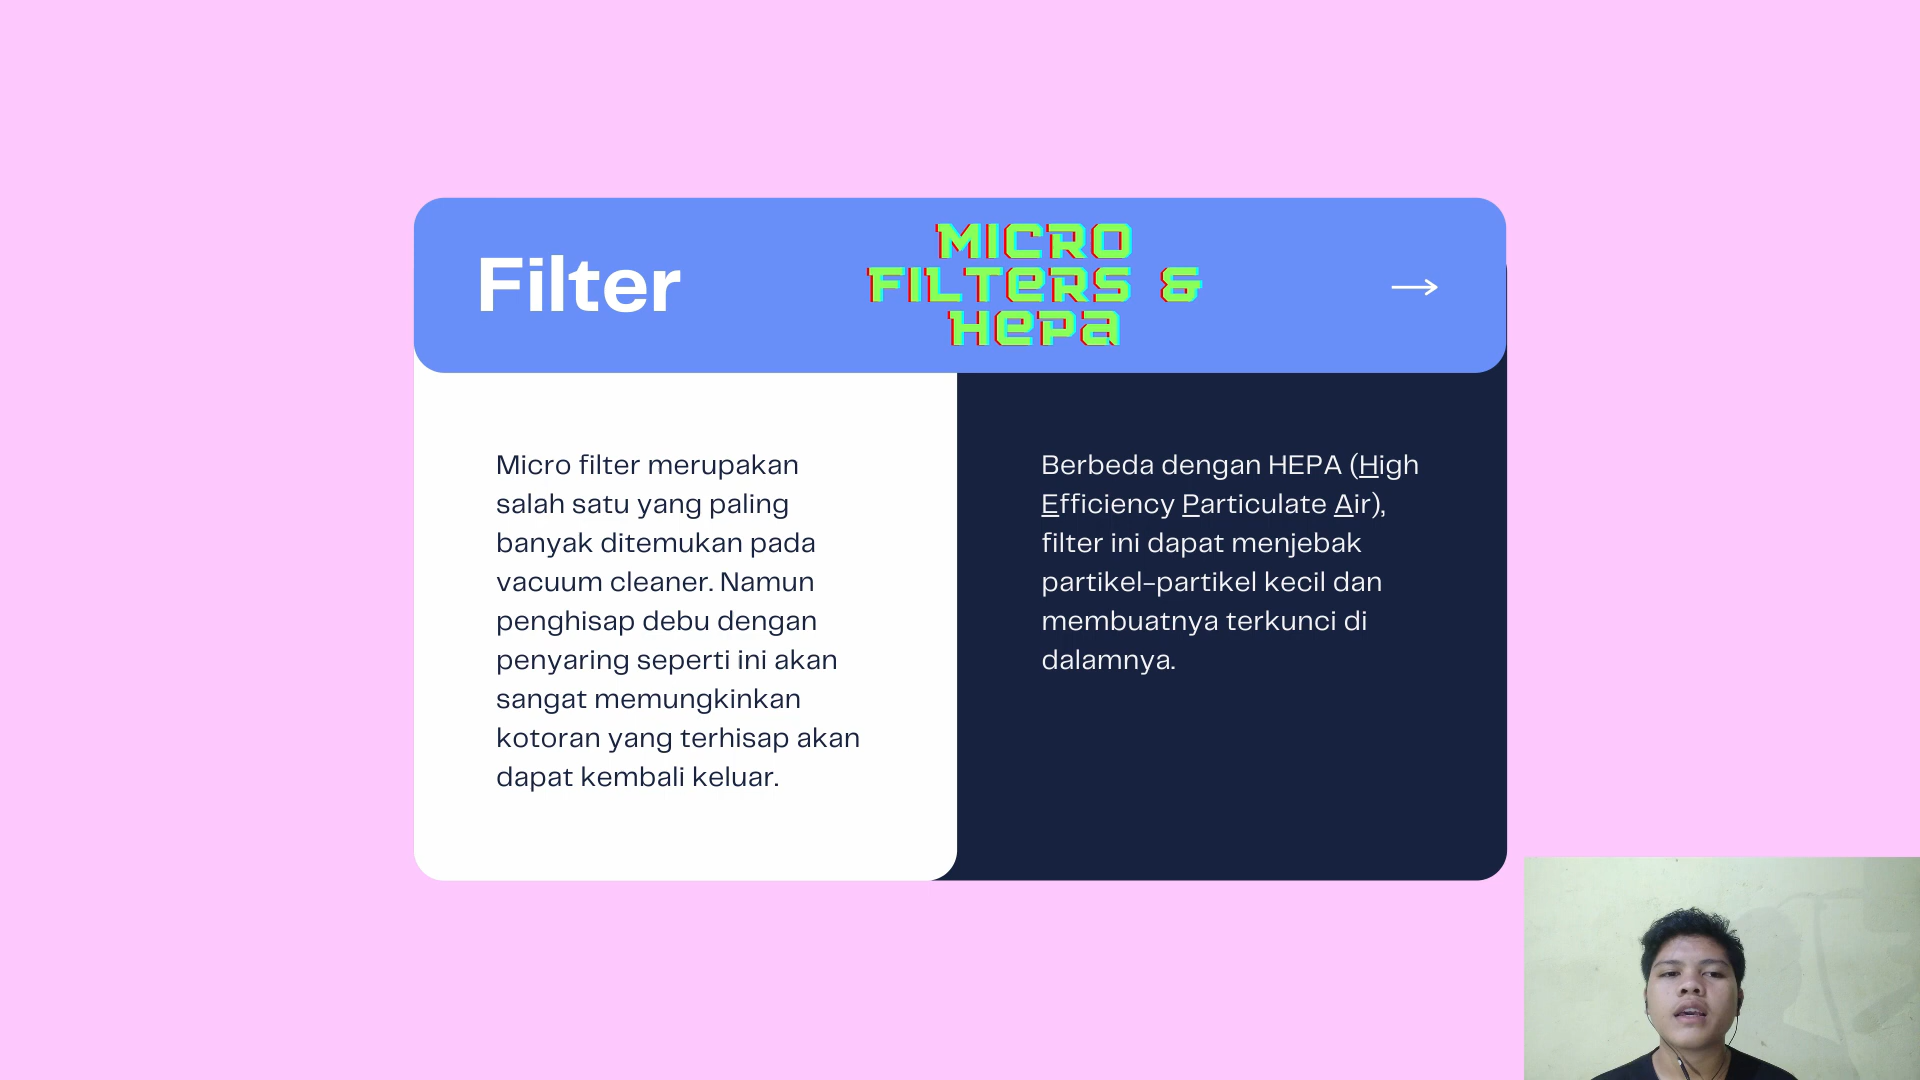 Filter
MICRO
FILTERS &
HEPA
Micro filter merupakan
salah satu yang paling
banyak ditemukan pada
vacuum cleaner. Namun
penghisap debu dengan
penyaring seperti ini akan
sangat memungkinkan
kotoran yang terhisap akan
dapat kembali keluar.
Berbeda dengan HEPA (High
Efficiency Particulate Air),
filter ini dapat menjebak
partikel-partikel kecil dan
membuatnya terkunci di
dalamnya.